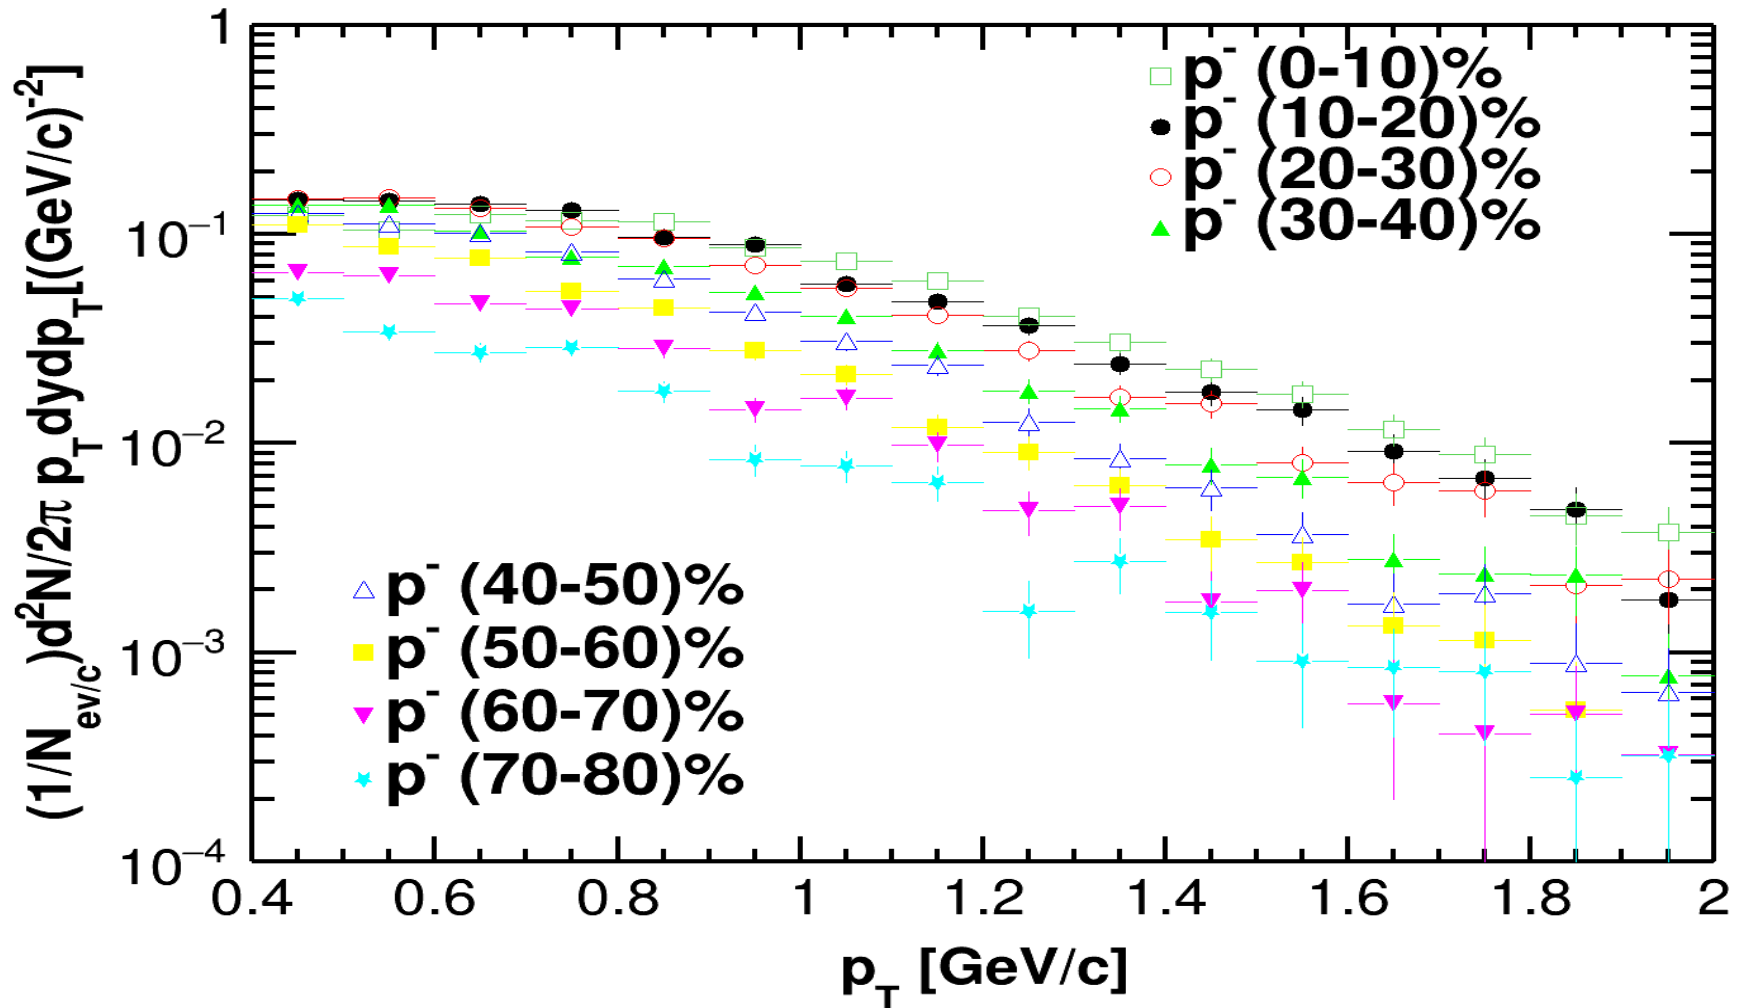 (1/N_ev/c)d²N/2π p_T dydp_T[(GeV/c)⁻²]
1
10⁻¹
10⁻²
10⁻³
10⁻⁴
p⁻ (0-10)%
p⁻ (10-20)%
p⁻ (20-30)%
p⁻ (30-40)%
p⁻ (40-50)%
p⁻ (50-60)%
p⁻ (60-70)%
p⁻ (70-80)%
0.4 0.6 0.8 1 1.2 1.4 1.6 1.8 2
p_T [GeV/c]